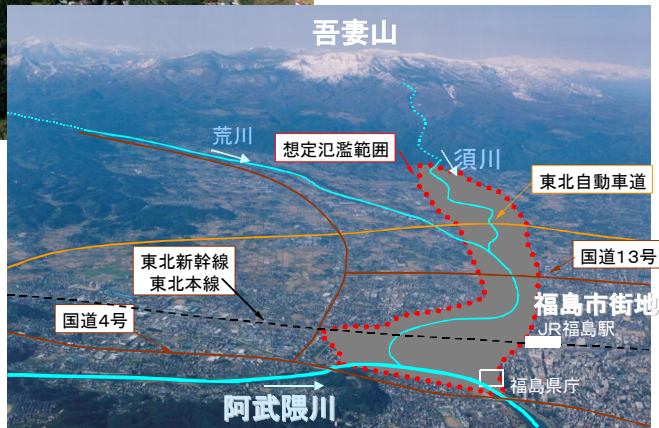 吾妻山
荒川
想定氾濫範囲
須川
東北自動車道
東北新幹線
東北本線
国道13号
国道4号
福島市街地
JR福島駅
福島県庁
阿武隈川